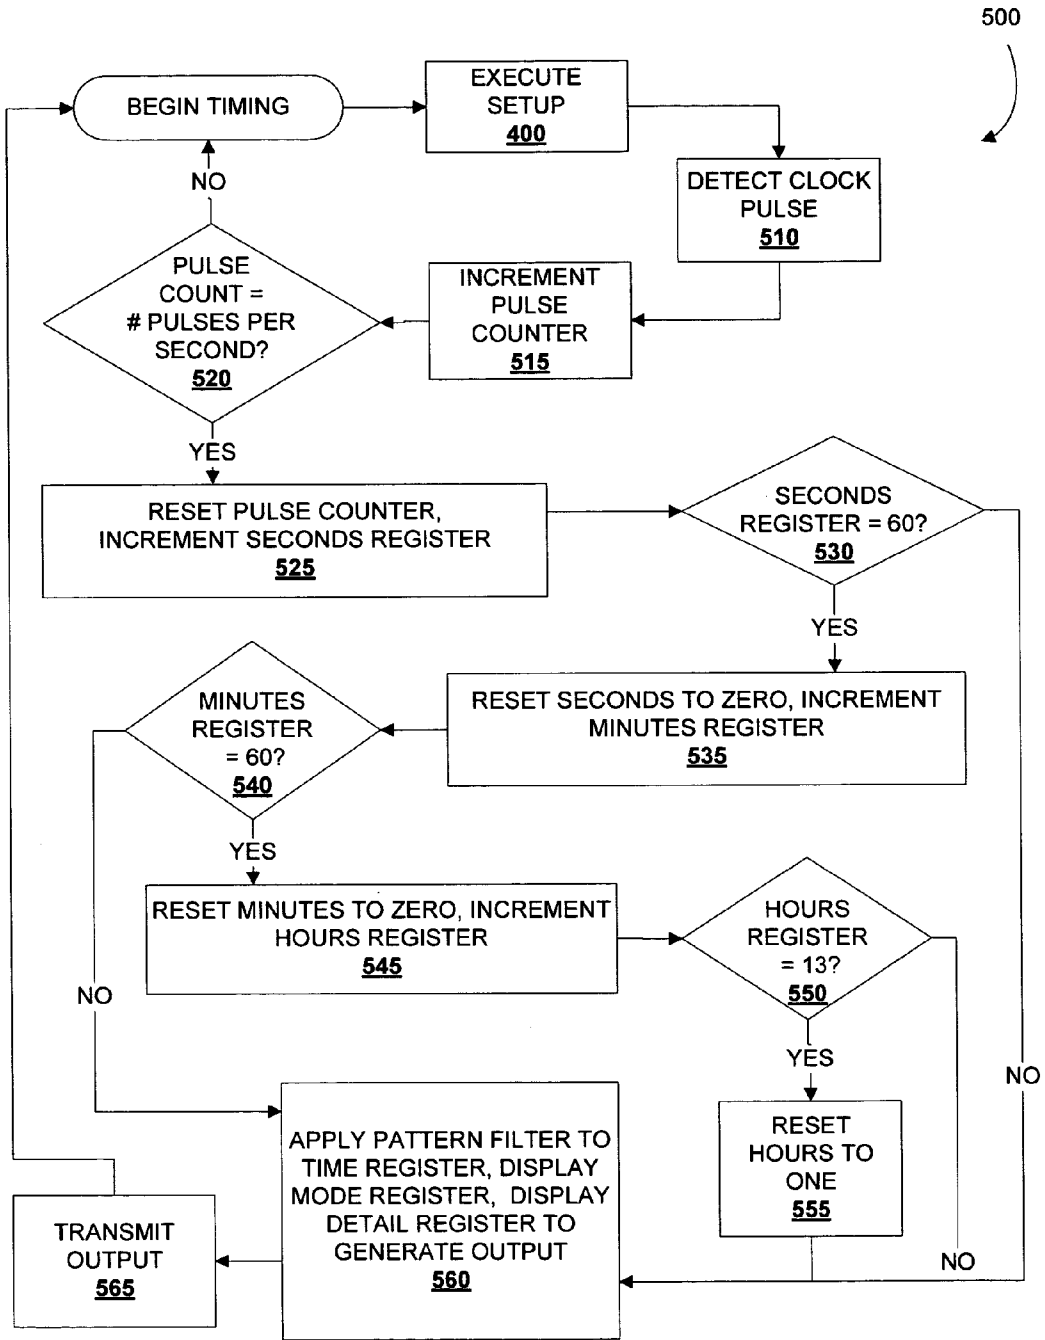 500
BEGIN TIMING
EXECUTE
SETUP
400
DETECT CLOCK
PULSE
510
NO
PULSE
COUNT =
# PULSES PER
SECOND?
520
INCREMENT
PULSE
COUNTER
515
YES
RESET PULSE COUNTER,
INCREMENT SECONDS REGISTER
525
SECONDS
REGISTER = 60?
530
YES
RESET SECONDS TO ZERO, INCREMENT
MINUTES REGISTER
535
MINUTES
REGISTER
= 60?
540
YES
RESET MINUTES TO ZERO, INCREMENT
HOURS REGISTER
545
HOURS
REGISTER
= 13?
550
NO
YES
NO
RESET
HOURS TO
ONE
555
NO
APPLY PATTERN FILTER TO
TIME REGISTER, DISPLAY
MODE REGISTER, DISPLAY
DETAIL REGISTER TO
GENERATE OUTPUT
560
TRANSMIT
OUTPUT
565